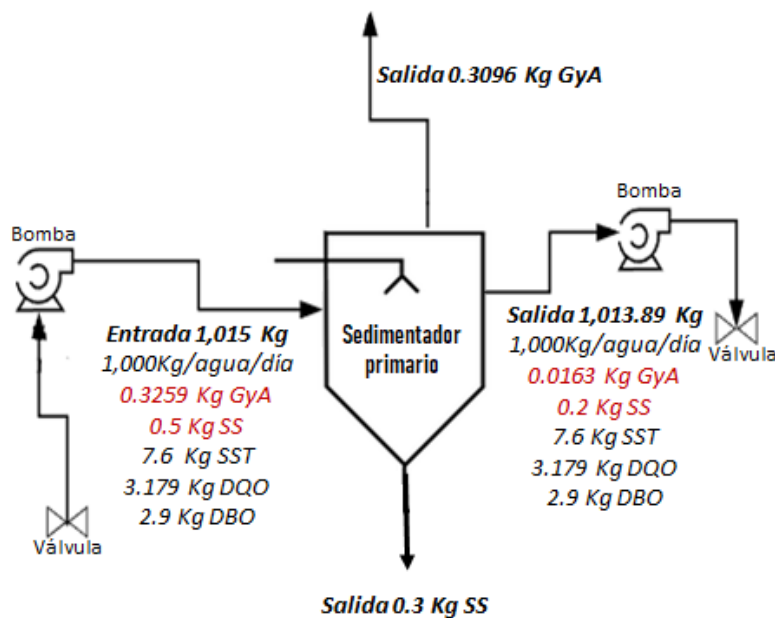 Salida 0.3096 Kg GyA
Bomba
Bomba
Entrada 1,015 Kg
1,000Kg/agua/día
0.3259 Kg GyA
0.5 Kg SS
7.6 Kg SST
3.179 Kg DQO
2.9 Kg DBO
Válvula
Sedimentador
primario
Salida 1,013.89 Kg
1,000Kg/agua/día
0.0163 Kg GyA
0.2 Kg SS
7.6 Kg SST
3.179 Kg DQO
2.9 Kg DBO
Válvula
Salida 0.3 Kg SS